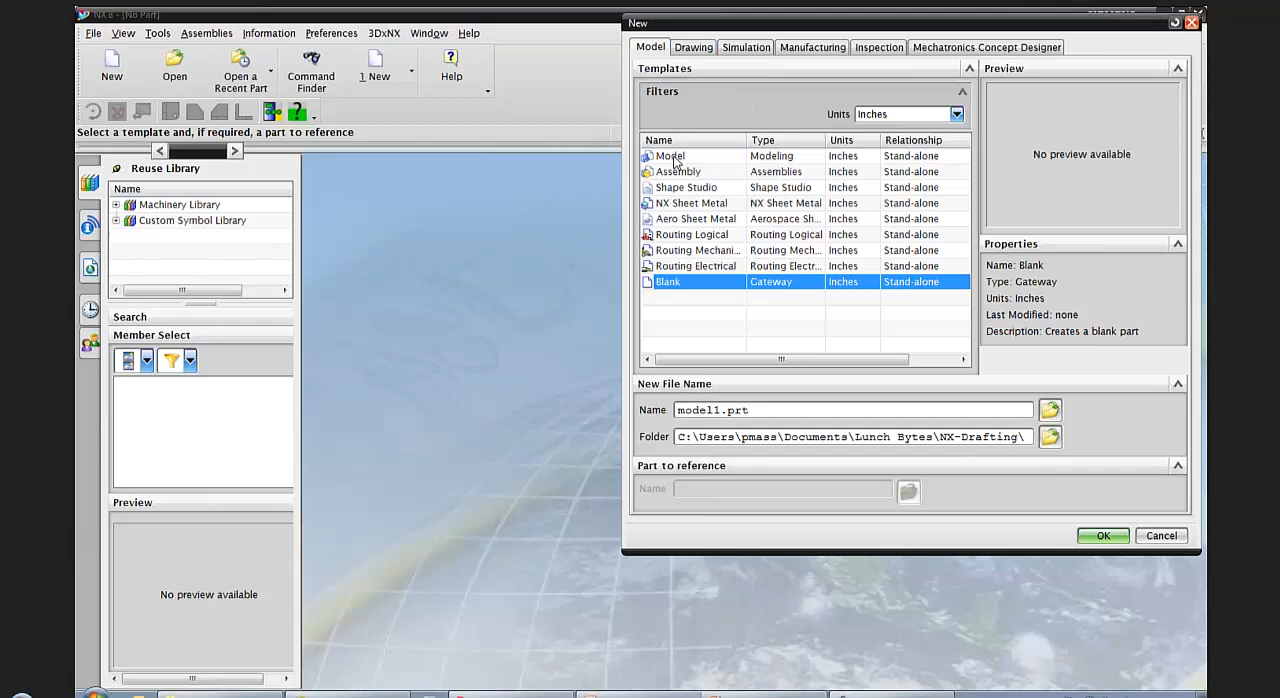 NX 8 - [No Part]
File View Tools Assemblies Information Preferences 3DxNX Window Help
New Open Open a Recent Part Command Finder 1 New Help
Select a template and, if required, a part to reference
Reuse Library
Name
Machinery Library
Custom Symbol Library
Search
Member Select
Preview
No preview available
New
Model Drawing Simulation Manufacturing Inspection Mechatronics Concept Designer
Templates
Filters
Units Inches
Name Type Units Relationship
Model Modeling Inches Stand-alone
Assembly Assemblies Inches Stand-alone
Shape Studio Shape Studio Inches Stand-alone
NX Sheet Metal NX Sheet Metal Inches Stand-alone
Aero Sheet Metal Aerospace Sh... Inches Stand-alone
Routing Logical Routing Logical Inches Stand-alone
Routing Mechani... Routing Mech... Inches Stand-alone
Routing Electrical Routing Electr... Inches Stand-alone
Blank Gateway Inches Stand-alone
Preview
No preview available
Properties
Name: Blank
Type: Gateway
Units: Inches
Last Modified: none
Description: Creates a blank part
New File Name
Name model1.prt
Folder C:\Users\pmass\Documents\Lunch Bytes\NX-Drafting\
Part to reference
Name
OK Cancel